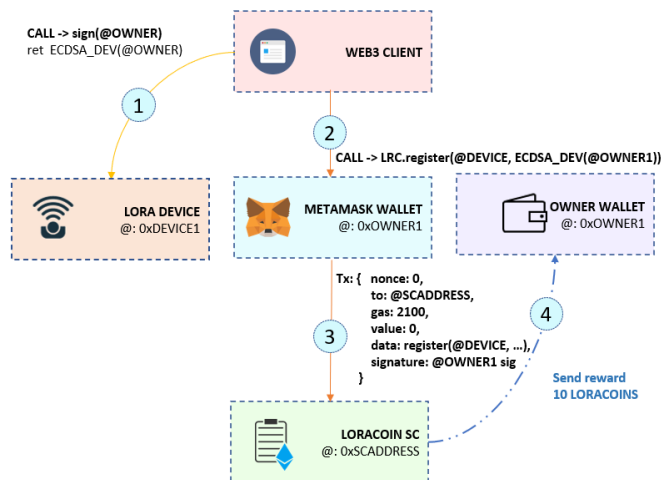 CALL -> sign(@OWNER)
ret ECDSA_DEV(@OWNER)
WEB3 CLIENT
1
2
CALL -> LRC.register(@DEVICE, ECDSA_DEV(@OWNER1))
LORA DEVICE
@: 0xDEVICE1
METAMASK WALLET
@: 0xOWNER1
OWNER WALLET
@: 0xOWNER1
Tx: { nonce: 0,
to: @SCADDRESS,
gas: 2100,
value: 0,
data: register(@DEVICE, …),
signature: @OWNER1 sig
}
3
4
Send reward
10 LORACOINS
LORACOIN SC
@: 0xSCADDRESS